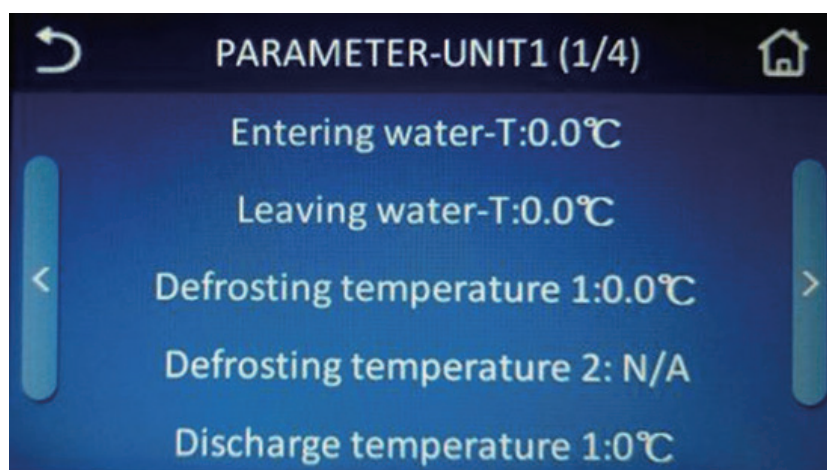 PARAMETER-UNIT1 (1/4)
Entering water-T:0.0℃
Leaving water-T:0.0℃
Defrosting temperature 1:0.0℃
Defrosting temperature 2: N/A
Discharge temperature 1:0℃